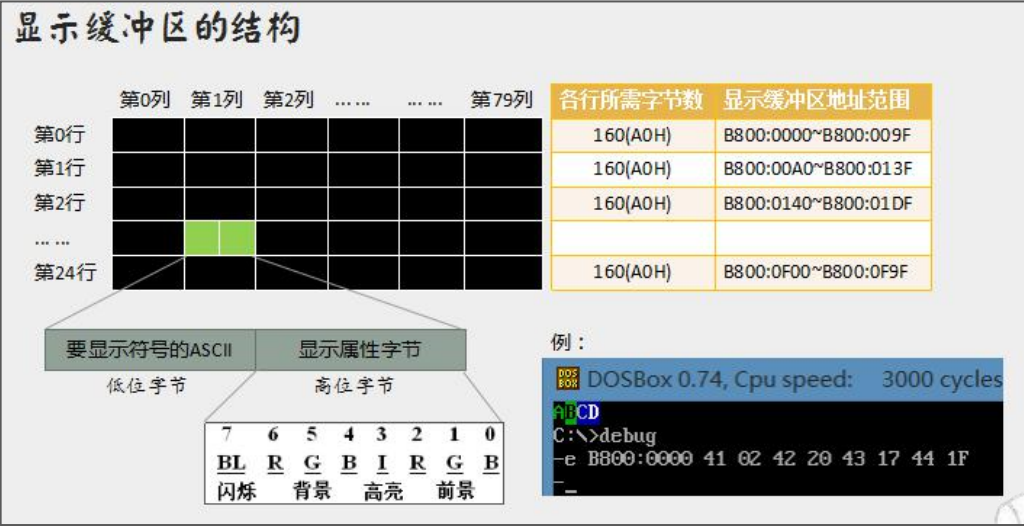 显示缓冲区的结构
第0列 第1列 第2列 …… …… 第79列 各行所需字节数 显示缓冲区地址范围
第0行 160(A0H) B800:0000~B800:009F
第1行 160(A0H) B800:00A0~B800:013F
第2行 160(A0H) B800:0140~B800:01DF
……
第24行 160(A0H) B800:0F00~B800:0F9F
要显示符号的ASCII 显示属性字节
低位字节 高位字节
7 6 5 4 3 2 1 0
BL R G B I R G B
闪烁 背景 高亮 前景
例：
DOS BOX DOSBox 0.74, Cpu speed: 3000 cycles
ABCD
C:\>debug
-e B800:0000 41 02 42 20 43 17 44 1F
-_